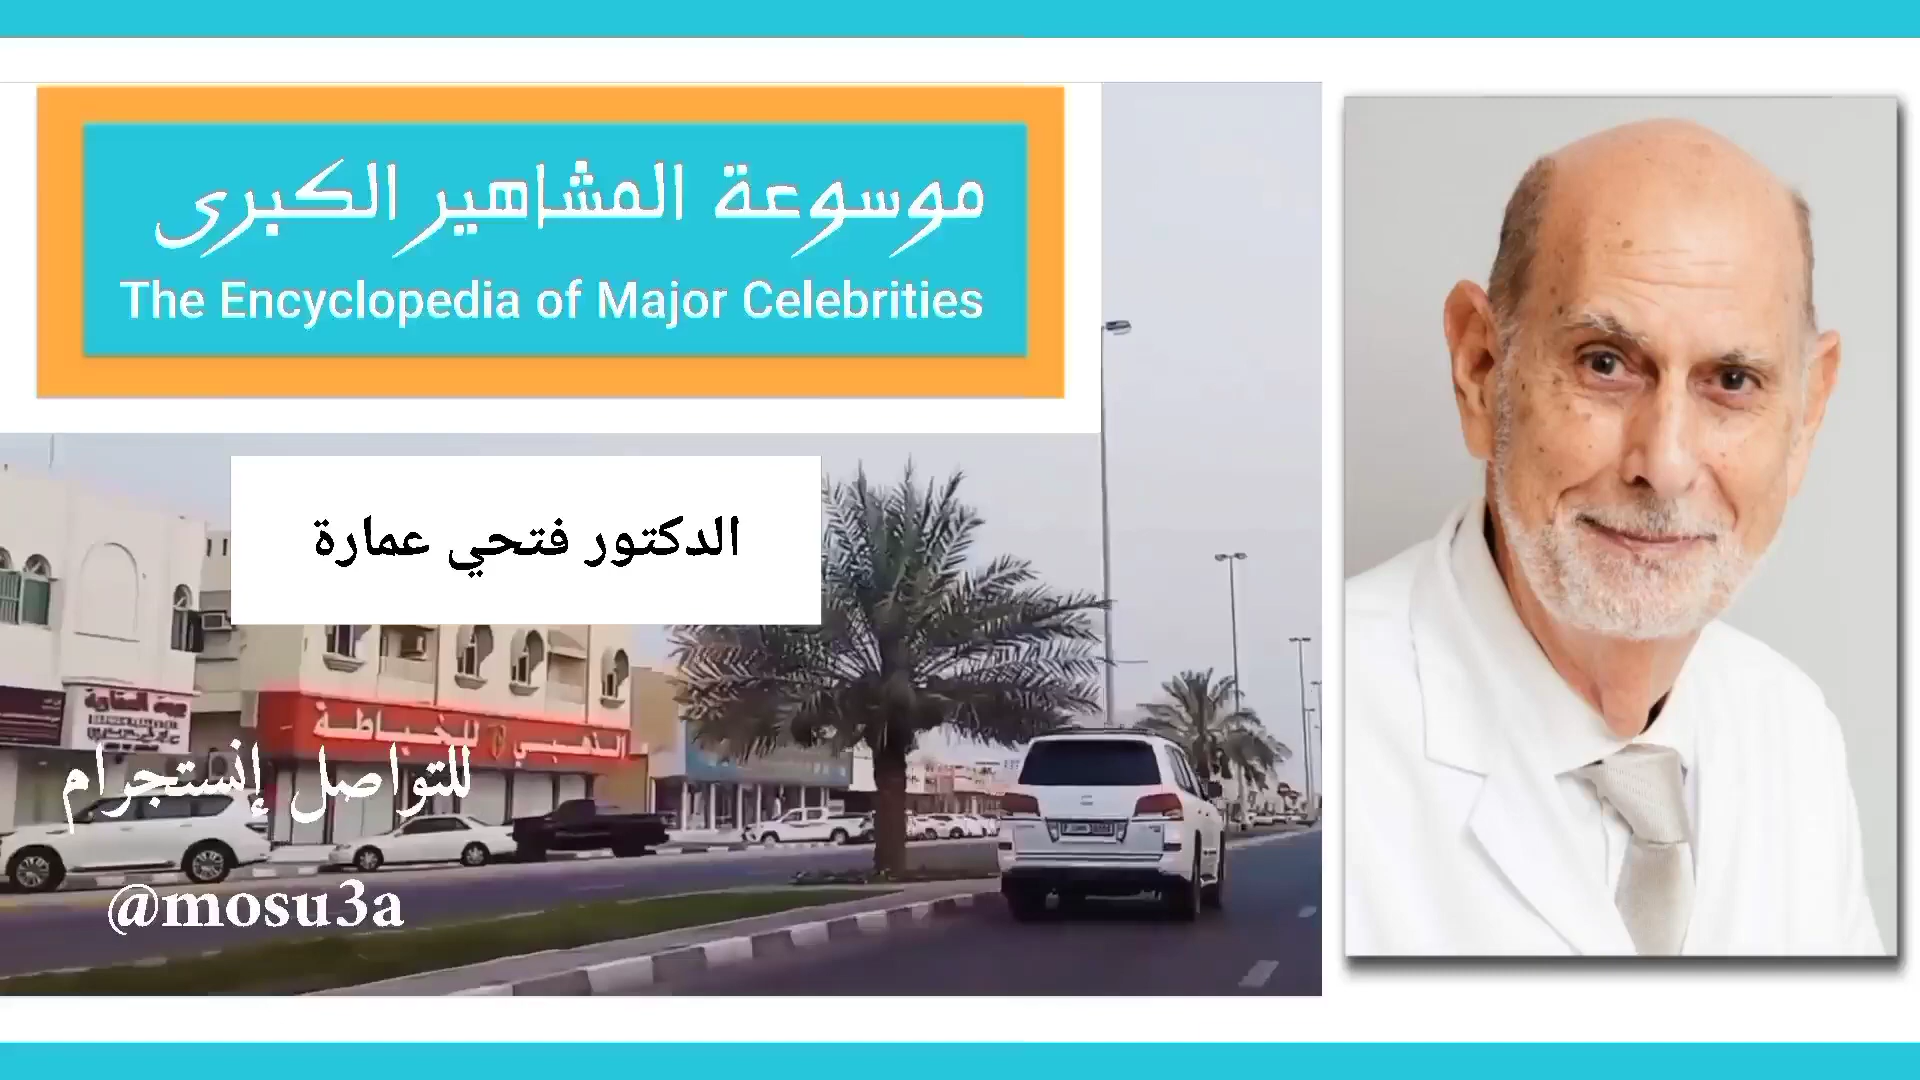 موسوعة المشاهير الكبرى
The Encyclopedia of Major Celebrities
الدكتور فتحي عمارة
الذهبي للخياطة
للتواصل إنستجرام
@mosu3a